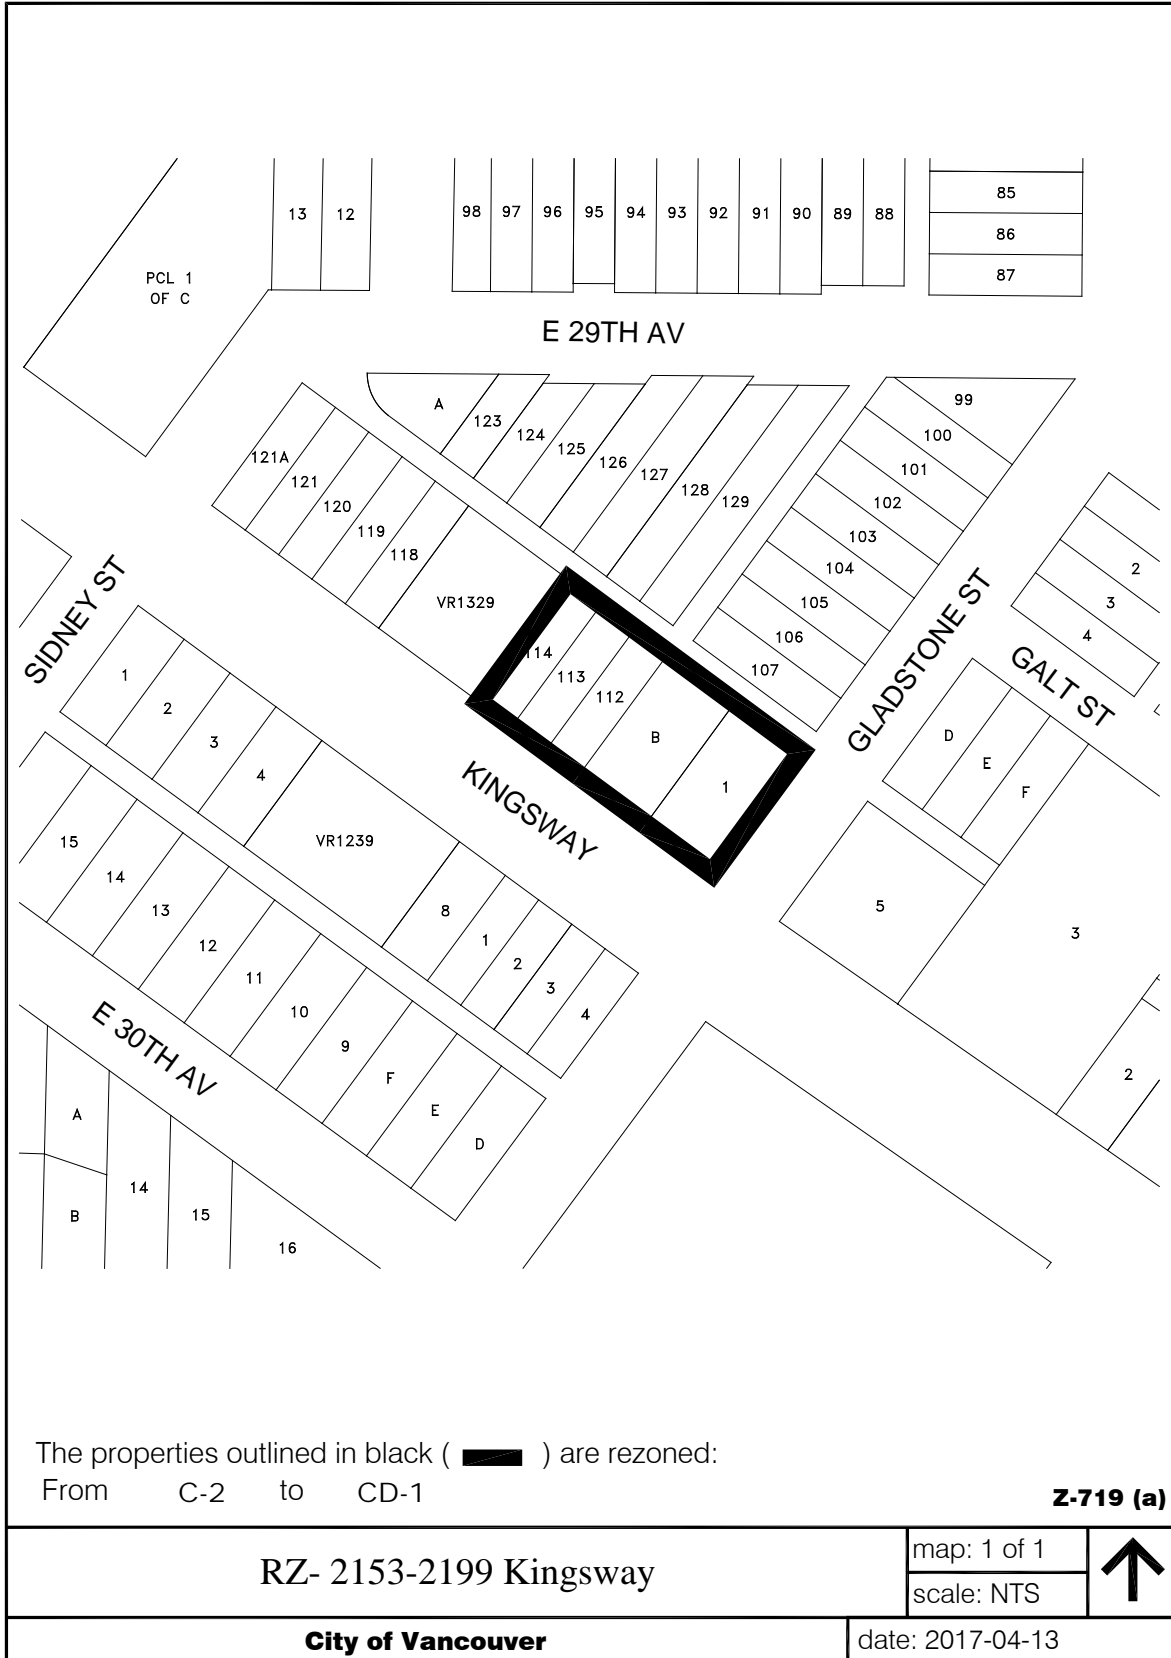 13 12 98 97 96 95 94 93 92 91 90 89 88 85
86
87
PCL 1
OF C
E 29TH AV
A 123 124 125 126 127 128 129
99
100
101
102
103
104
105
106
107
121A 121 120 119 118 VR1329
114 113 112 B 1
SIDNEY ST
KINGSWAY
GLADSTONE ST
GALT ST
2
3
4
D E F
5 3 2
1 2 3 4 VR1239 8 1 2 3 4
15 14 13 12 11 10 9 F E D
E 30TH AV
A
B 14 15 16
The properties outlined in black ( ) are rezoned:
From C-2 to CD-1
Z-719 (a)
RZ- 2153-2199 Kingsway
map: 1 of 1
scale: NTS
City of Vancouver
date: 2017-04-13